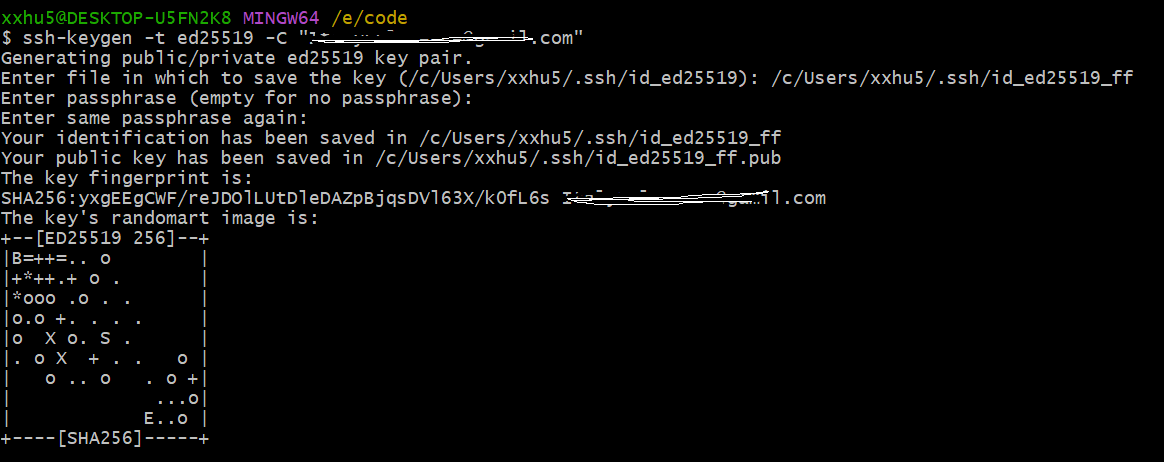 xxhu5@DESKTOP-U5FN2K8 MINGW64 /e/code
$ ssh-keygen -t ed25519 -C ".com"
Generating public/private ed25519 key pair.
Enter file in which to save the key (/c/Users/xxhu5/.ssh/id_ed25519): /c/Users/xxhu5/.ssh/id_ed25519_ff
Enter passphrase (empty for no passphrase):
Enter same passphrase again:
Your identification has been saved in /c/Users/xxhu5/.ssh/id_ed25519_ff
Your public key has been saved in /c/Users/xxhu5/.ssh/id_ed25519_ff.pub
The key fingerprint is:
SHA256:yxgEEgCWF/reJDOlLUtDleDAZpBjqsDVl63X/k0fL6s .com
The key's randomart image is:
+--[ED25519 256]--+
|B=++=.. o        |
|+*++.+ o .       |
|*ooo .o . .      |
|o.o +. . . .     |
|o  X o. S .      |
|. o X  + . .   o |
|   o .. o   . o +|
|              ...o|
|             E..o |
+----[SHA256]-----+